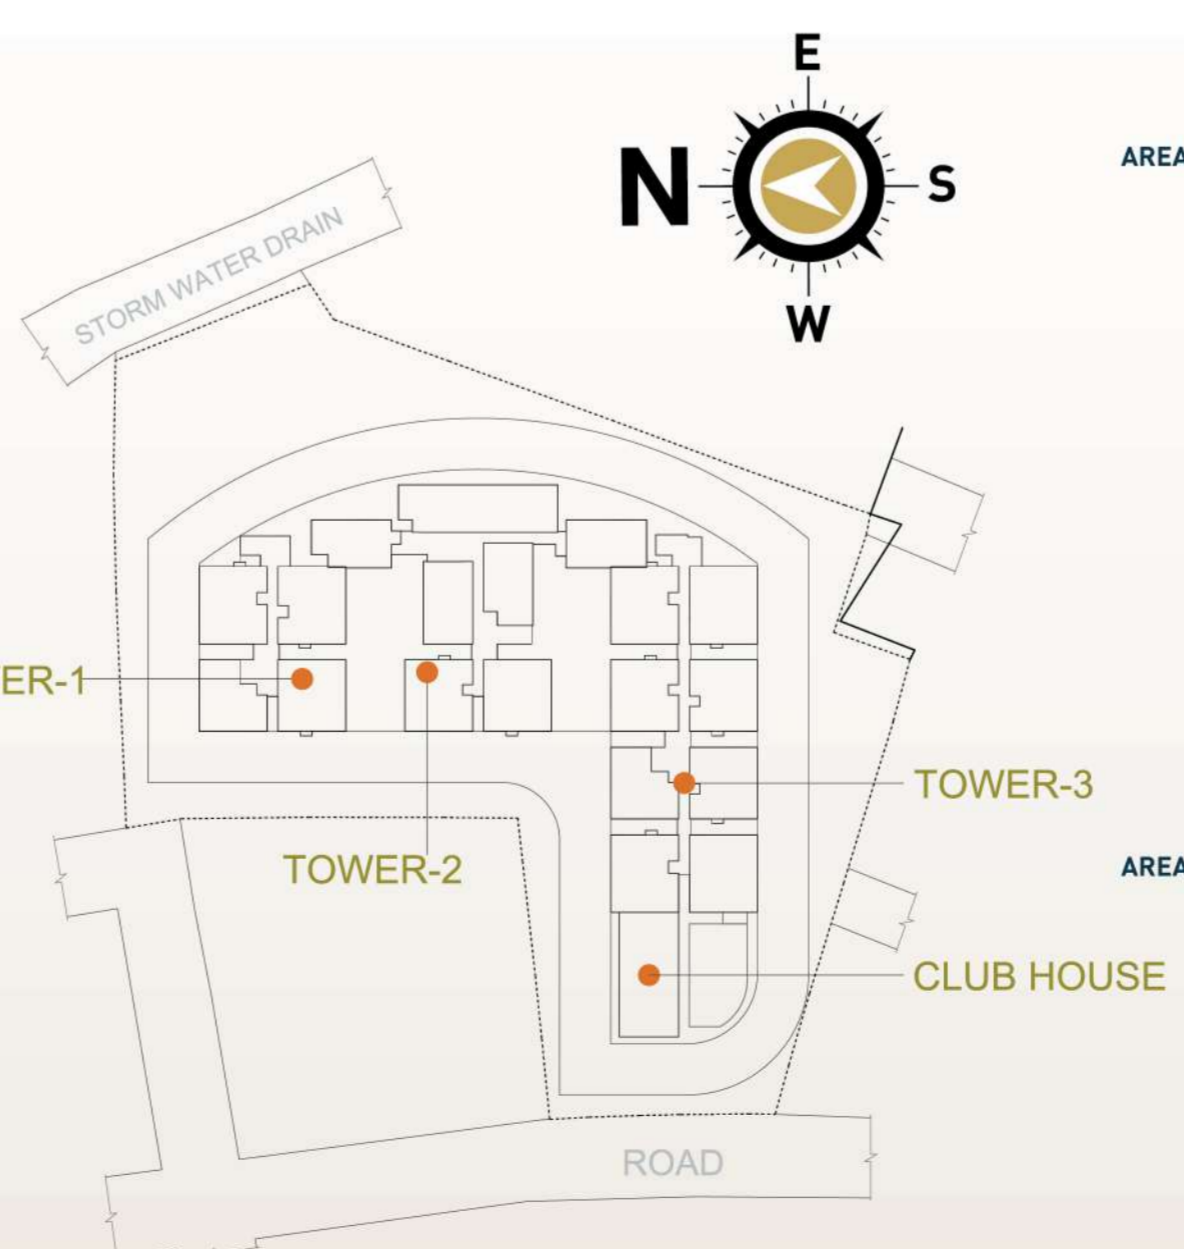 E
N
S
W
AREA
STORM WATER DRAIN
ER-1
TOWER-3
TOWER-2
AREA
CLUB HOUSE
ROAD